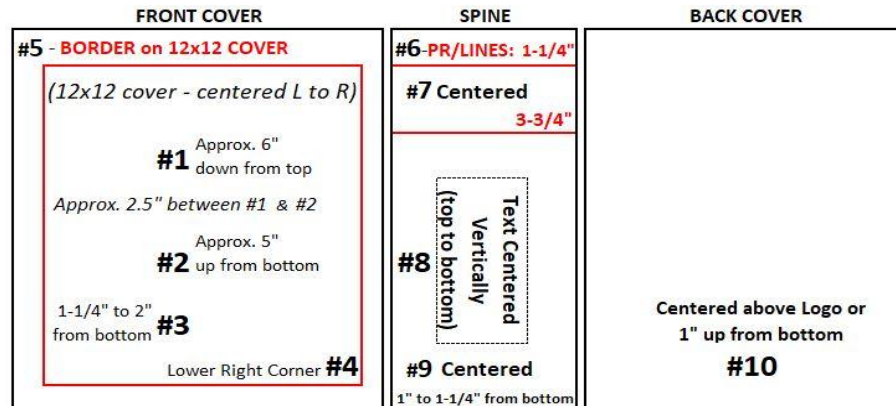 FRONT COVER
#5 - BORDER on 12x12 COVER
(12x12 cover - centered L to R)
#1 Approx. 6"
down from top
Approx. 2.5" between #1 & #2
#2 Approx. 5"
up from bottom
1-1/4" to 2"
from bottom #3
Lower Right Corner #4
SPINE
#6-PR/LINES: 1-1/4"
#7 Centered
3-3/4"
#8
Text Centered
Vertically
(top to bottom)
#9 Centered
1" to 1-1/4" from bottom
BACK COVER
Centered above Logo or
1" up from bottom
#10